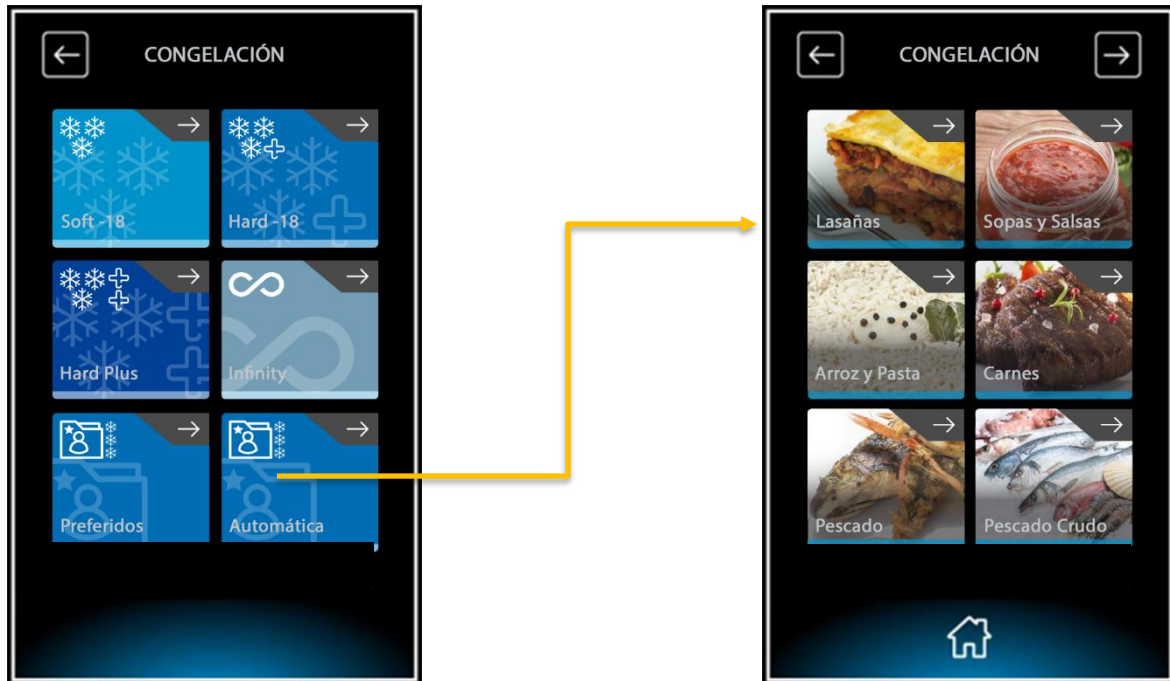 CONGELACIÓN
Soft -18
Hard -18
Hard Plus
Infinity
Preferidos
Automática
CONGELACIÓN
Lasañas
Sopas y Salsas
Arroz y Pasta
Carnes
Pescado
Pescado Crudo